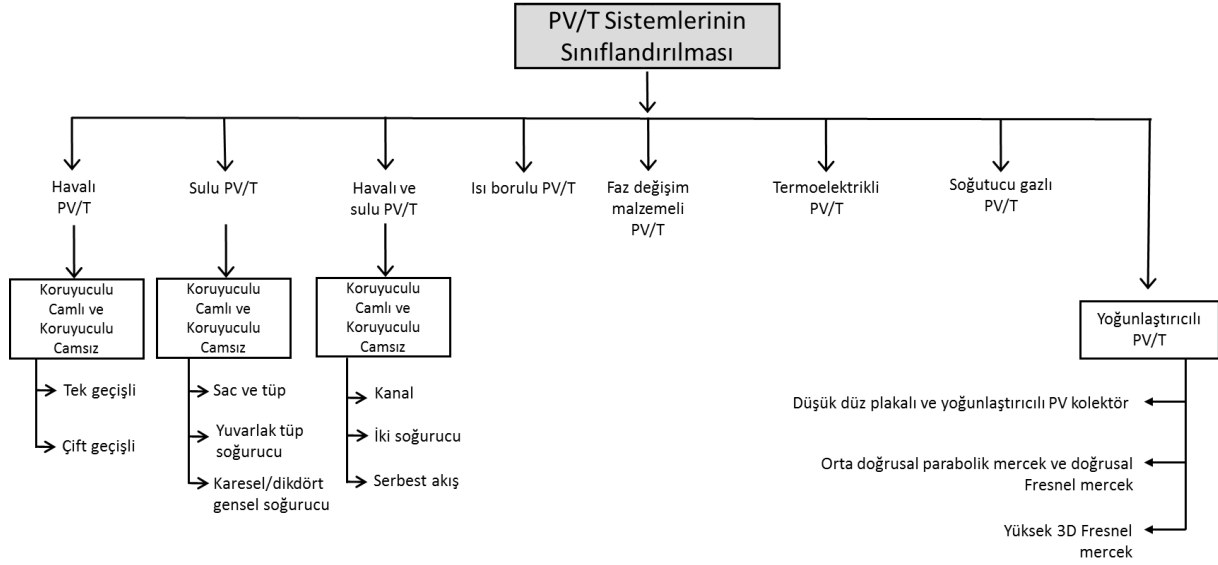 PV/T Sistemlerinin
Sınıflandırılması
Havalı
PV/T
Sulu PV/T
Havalı ve
sulu PV/T
Isı borulu PV/T
Faz değişim
malzemeli
PV/T
Termoelektrikli
PV/T
Soğutucu gazlı
PV/T
Koruyuculu
Camlı ve
Koruyuculu
Camsız
Koruyuculu
Camlı ve
Koruyuculu
Camsız
Koruyuculu
Camlı ve
Koruyuculu
Camsız
Yoğunlaştırıcılı
PV/T
Tek geçişli
Çift geçişli
Sac ve tüp
Yuvarlak tüp
soğurucu
Karesel/dikdört
gensel soğurucu
Kanal
İki soğurucu
Serbest akış
Düşük düz plakalı ve yoğunlaştırıcılı PV kolektör
Orta doğrusal parabolik mercek ve doğrusal
Fresnel mercek
Yüksek 3D Fresnel
mercek